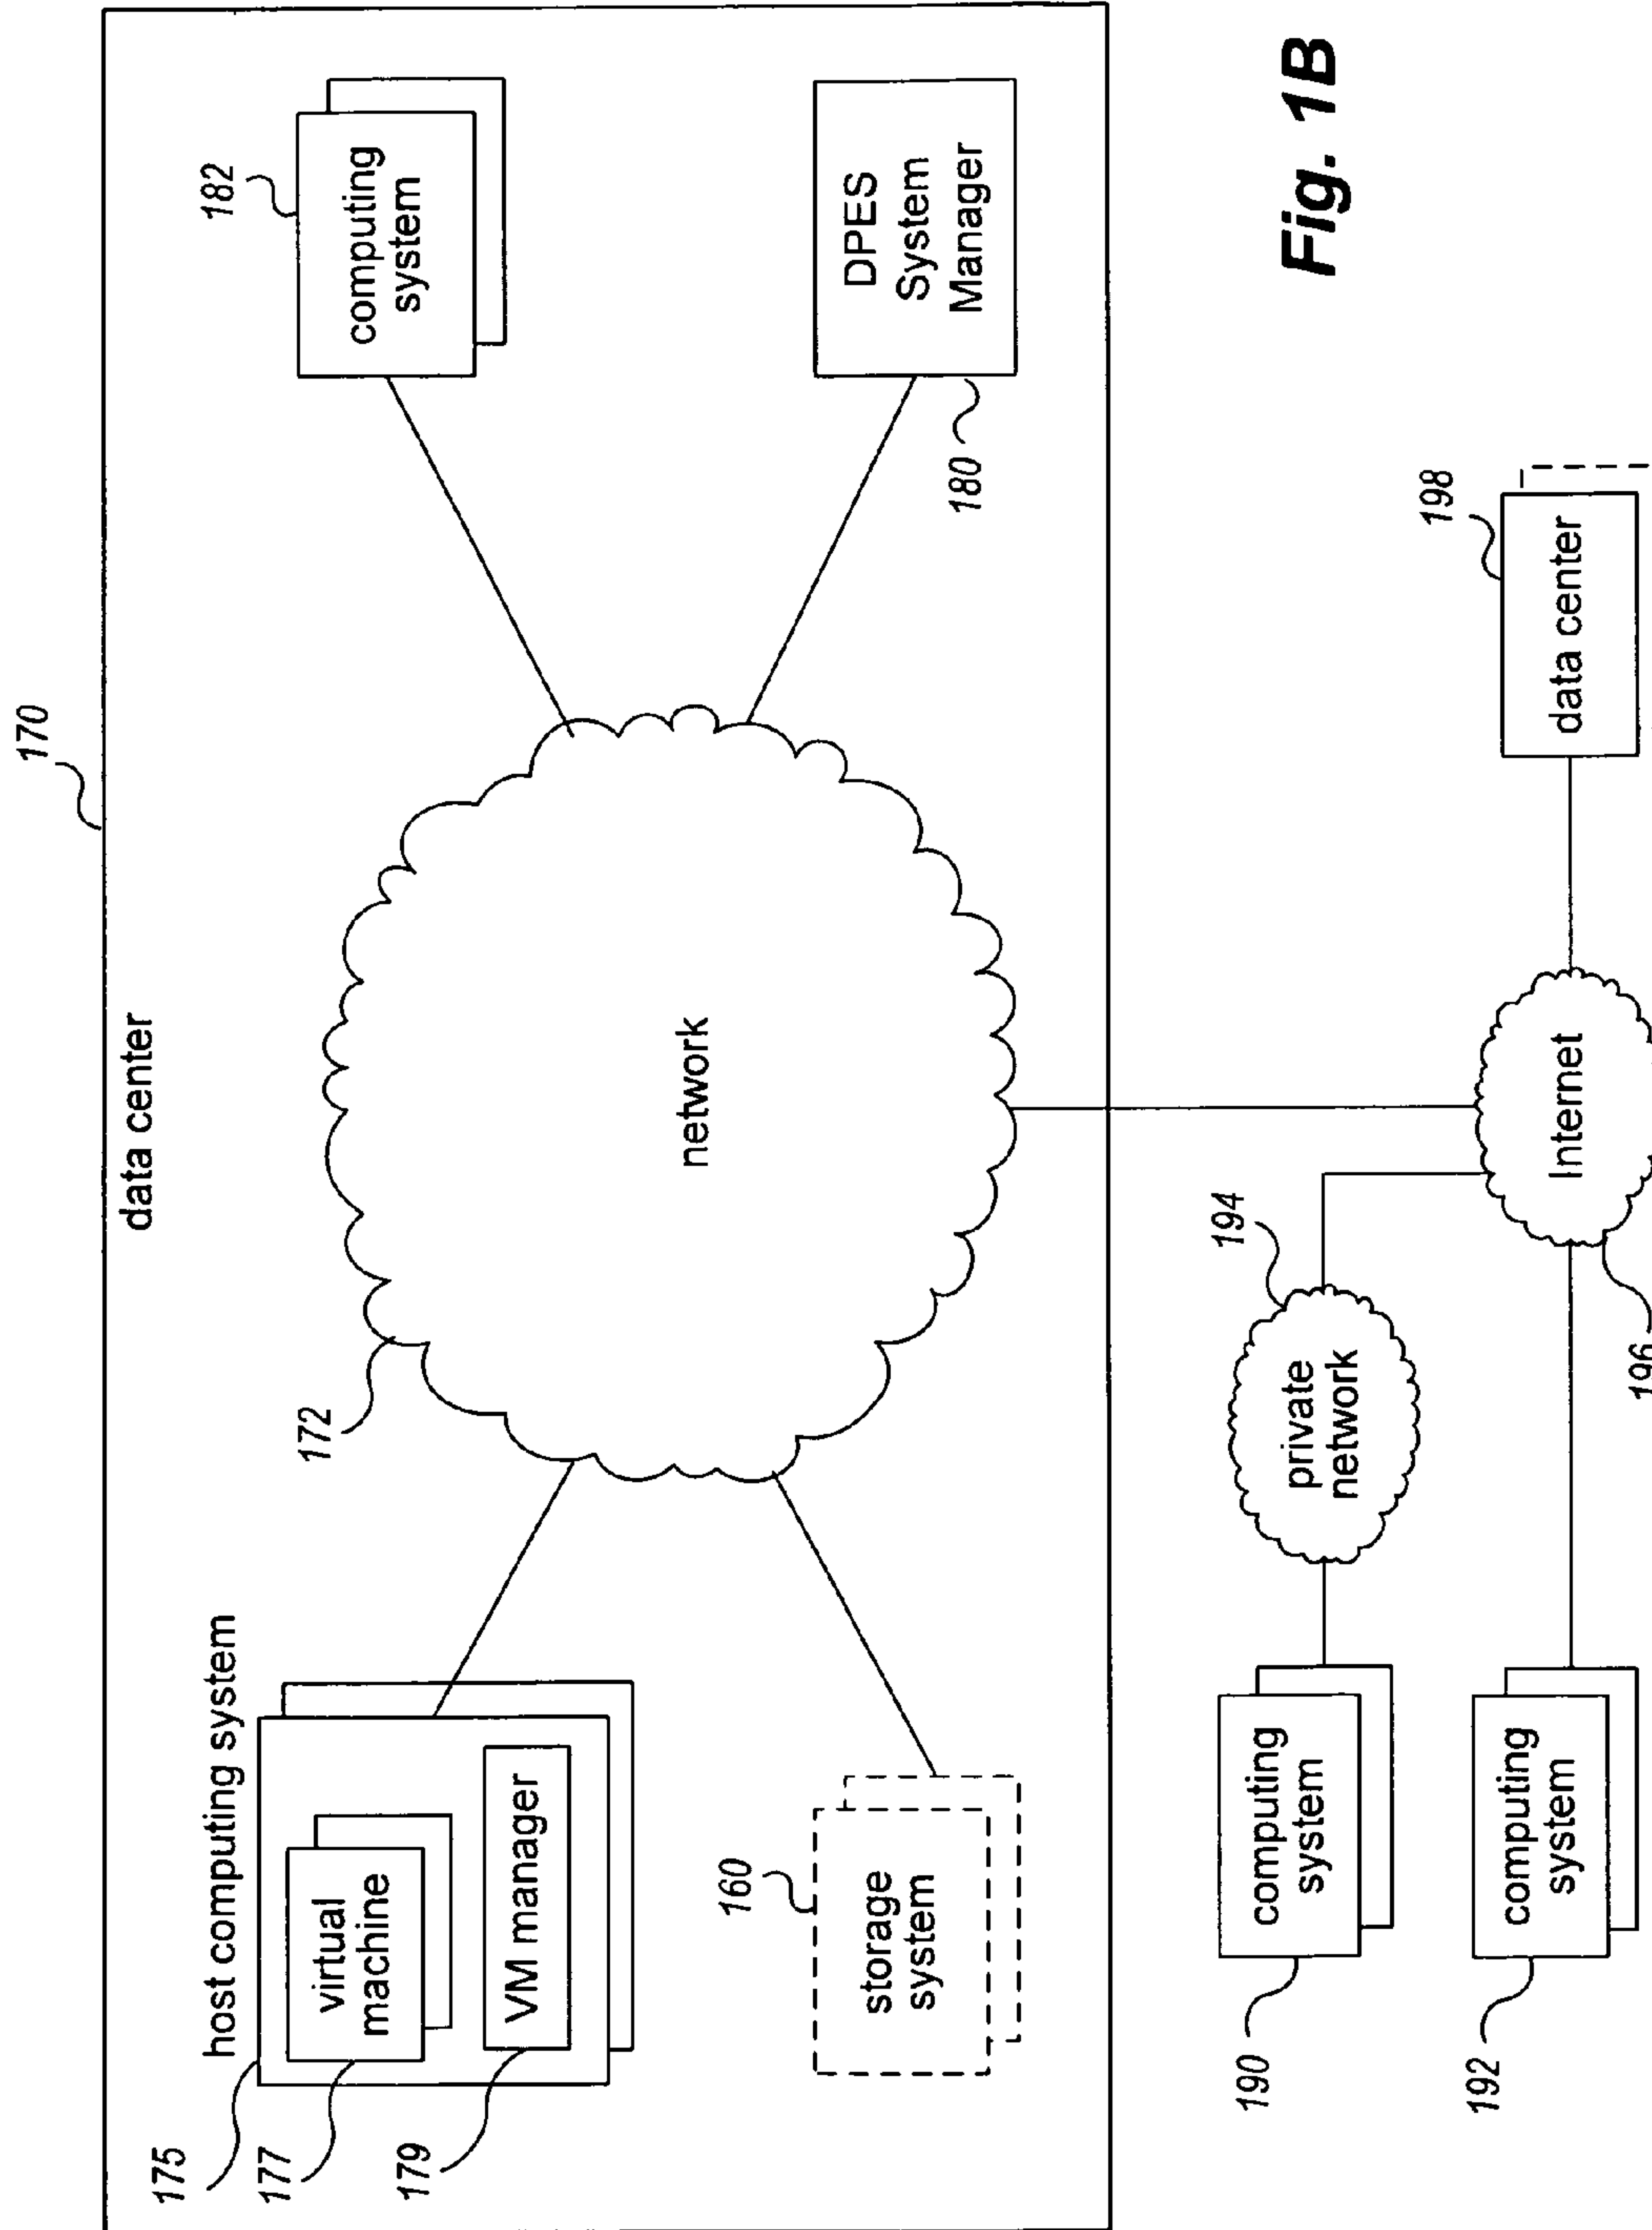 170
data center
host computing system
175
177
virtual
machine
179
VM manager
172
network
182
computing
system
160
storage
system
180
DPES
System
Manager
190
computing
system
private
network
194
192
computing
system
Internet
196
data center
198
Fig. 1B